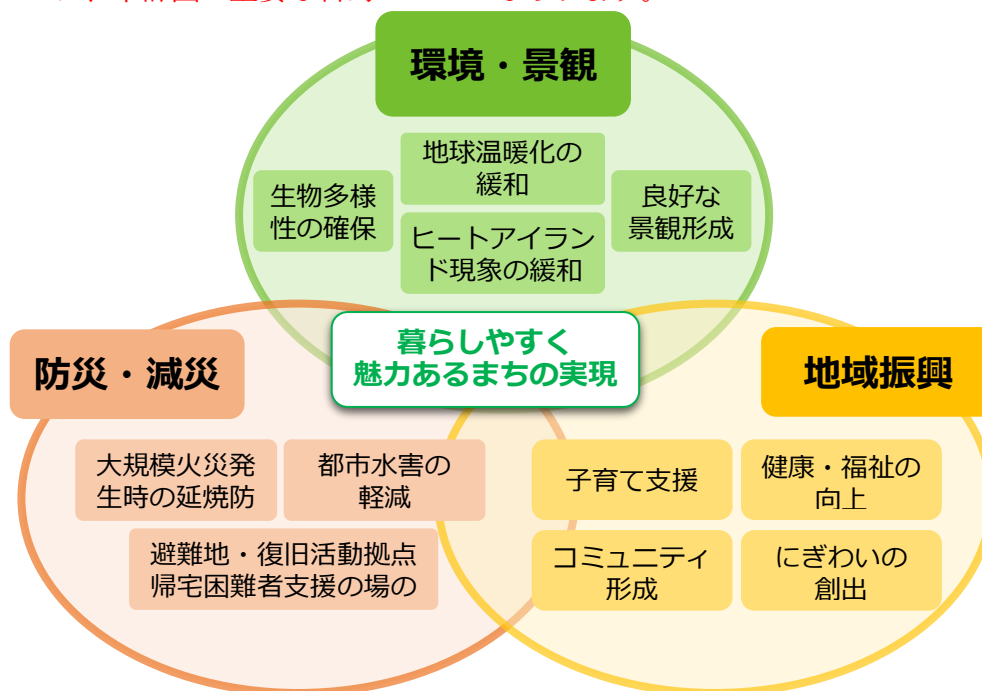 環境・景観
地球温暖化の
緩和
生物多様
性の確保
良好な
景観形成
ヒートアイラン
ド現象の緩和
暮らしやすく
魅力あるまちの実現
防災・減災
地域振興
大規模火災発
生時の延焼防
都市水害の
軽減
避難地・復旧活動拠点
帰宅困難者支援の場の
子育て支援
健康・福祉の
向上
コミュニティ
形成
にぎわいの
創出